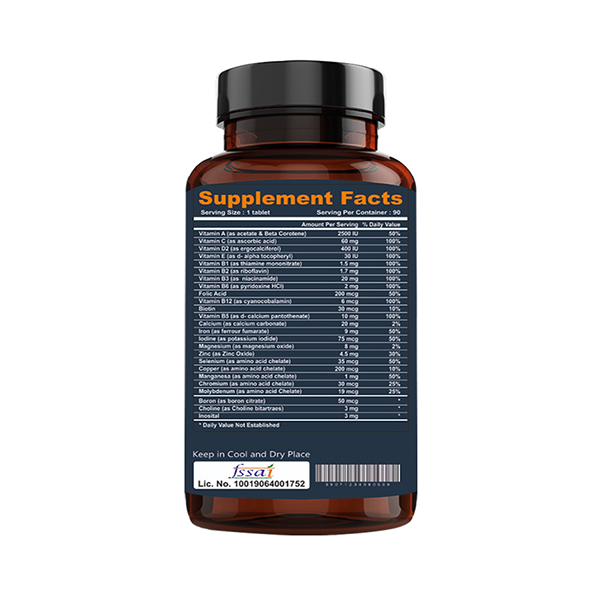 Supplement Facts
Serving Size : 1 tablet Serving Per Container : 90
Amount Per Serving % Daily Value
Vitamin A (as acetate & Beta Corotene) 2500 IU 50%
Vitamin C (as ascorbic acid) 60 mg 100%
Vitamin D2 (as ergocalciferol) 400 IU 100%
Vitamin E (as d- alpha tocopheryl) 30 IU 100%
Vitamin B1 (as thiamine mononitrate) 1.5 mg 100%
Vitamin B2 (as riboflavin) 1.7 mg 100%
Vitamin B3 (as niacinamide) 20 mg 100%
Vitamin B6 (as pyridoxine HCl) 2 mg 100%
Folic Acid 200 mcg 50%
Vitamin B12 (as cyanocobalamin) 6 mcg 100%
Biotin 30 mcg 10%
Vitamin B5 (as d- calcium pantothenate) 10 mg 100%
Calcium (as calcium carbonate) 20 mg 2%
Iron (as ferrour fumarate) 9 mg 50%
Iodine (as potassium iodide) 75 mcg 50%
Magnesium (as magnesium oxide) 8 mg 2%
Zinc (as Zinc Oxide) 4.5 mg 30%
Selenium (as amino acid chelate) 35 mcg 50%
Copper (as amino acid chelate) 200 mcg 10%
Manganesa (as amino acid chelate) 1 mg 50%
Chromium (as amino acid chelate) 30 mcg 25%
Molybdenum (as amino acid Chelate) 19 mcg 25%
Boron (as boron citrate) 50 mcg *
Choline (as Choline bitartraes) 3 mg *
Inosital 3 mg *
* Daily Value Not Established
Keep in Cool and Dry Place
fssai
Lic. No. 10019064001752